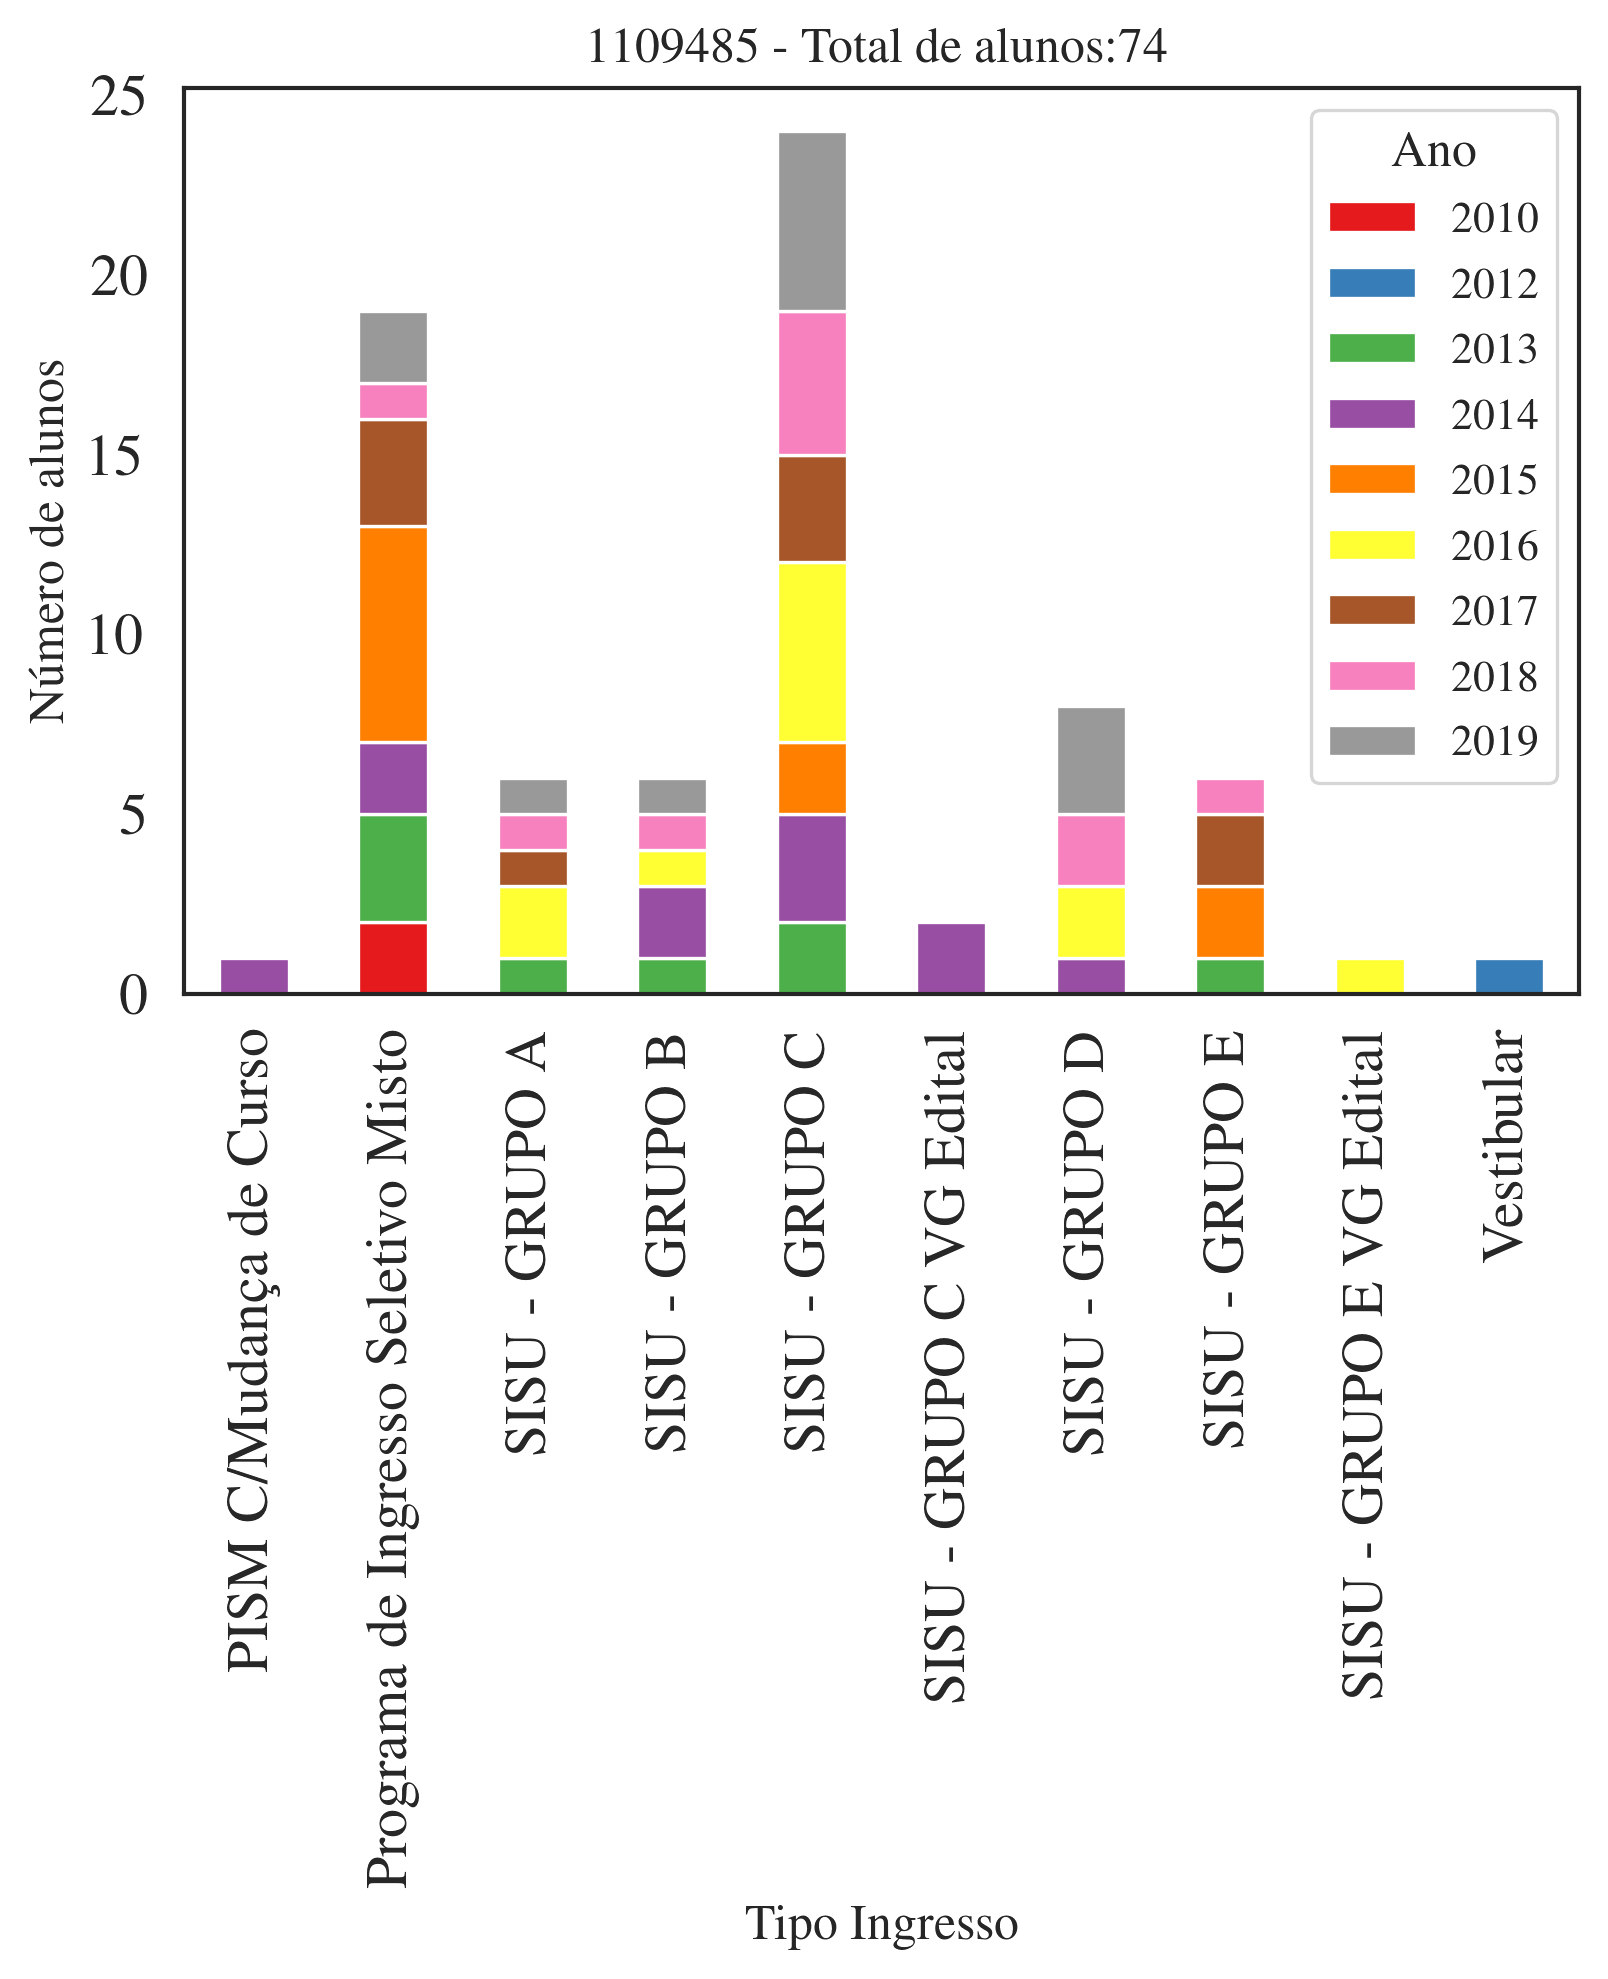 1109485 - Total de alunos:74
Número de alunos
25
20
15
10
5
0
Ano
2010
2012
2013
2014
2015
2016
2017
2018
2019
PISM C/Mudança de Curso
Programa de Ingresso Seletivo Misto
SISU - GRUPO A
SISU - GRUPO B
SISU - GRUPO C
SISU - GRUPO C VG Edital
SISU - GRUPO D
SISU - GRUPO E
SISU - GRUPO E VG Edital
Vestibular
Tipo Ingresso